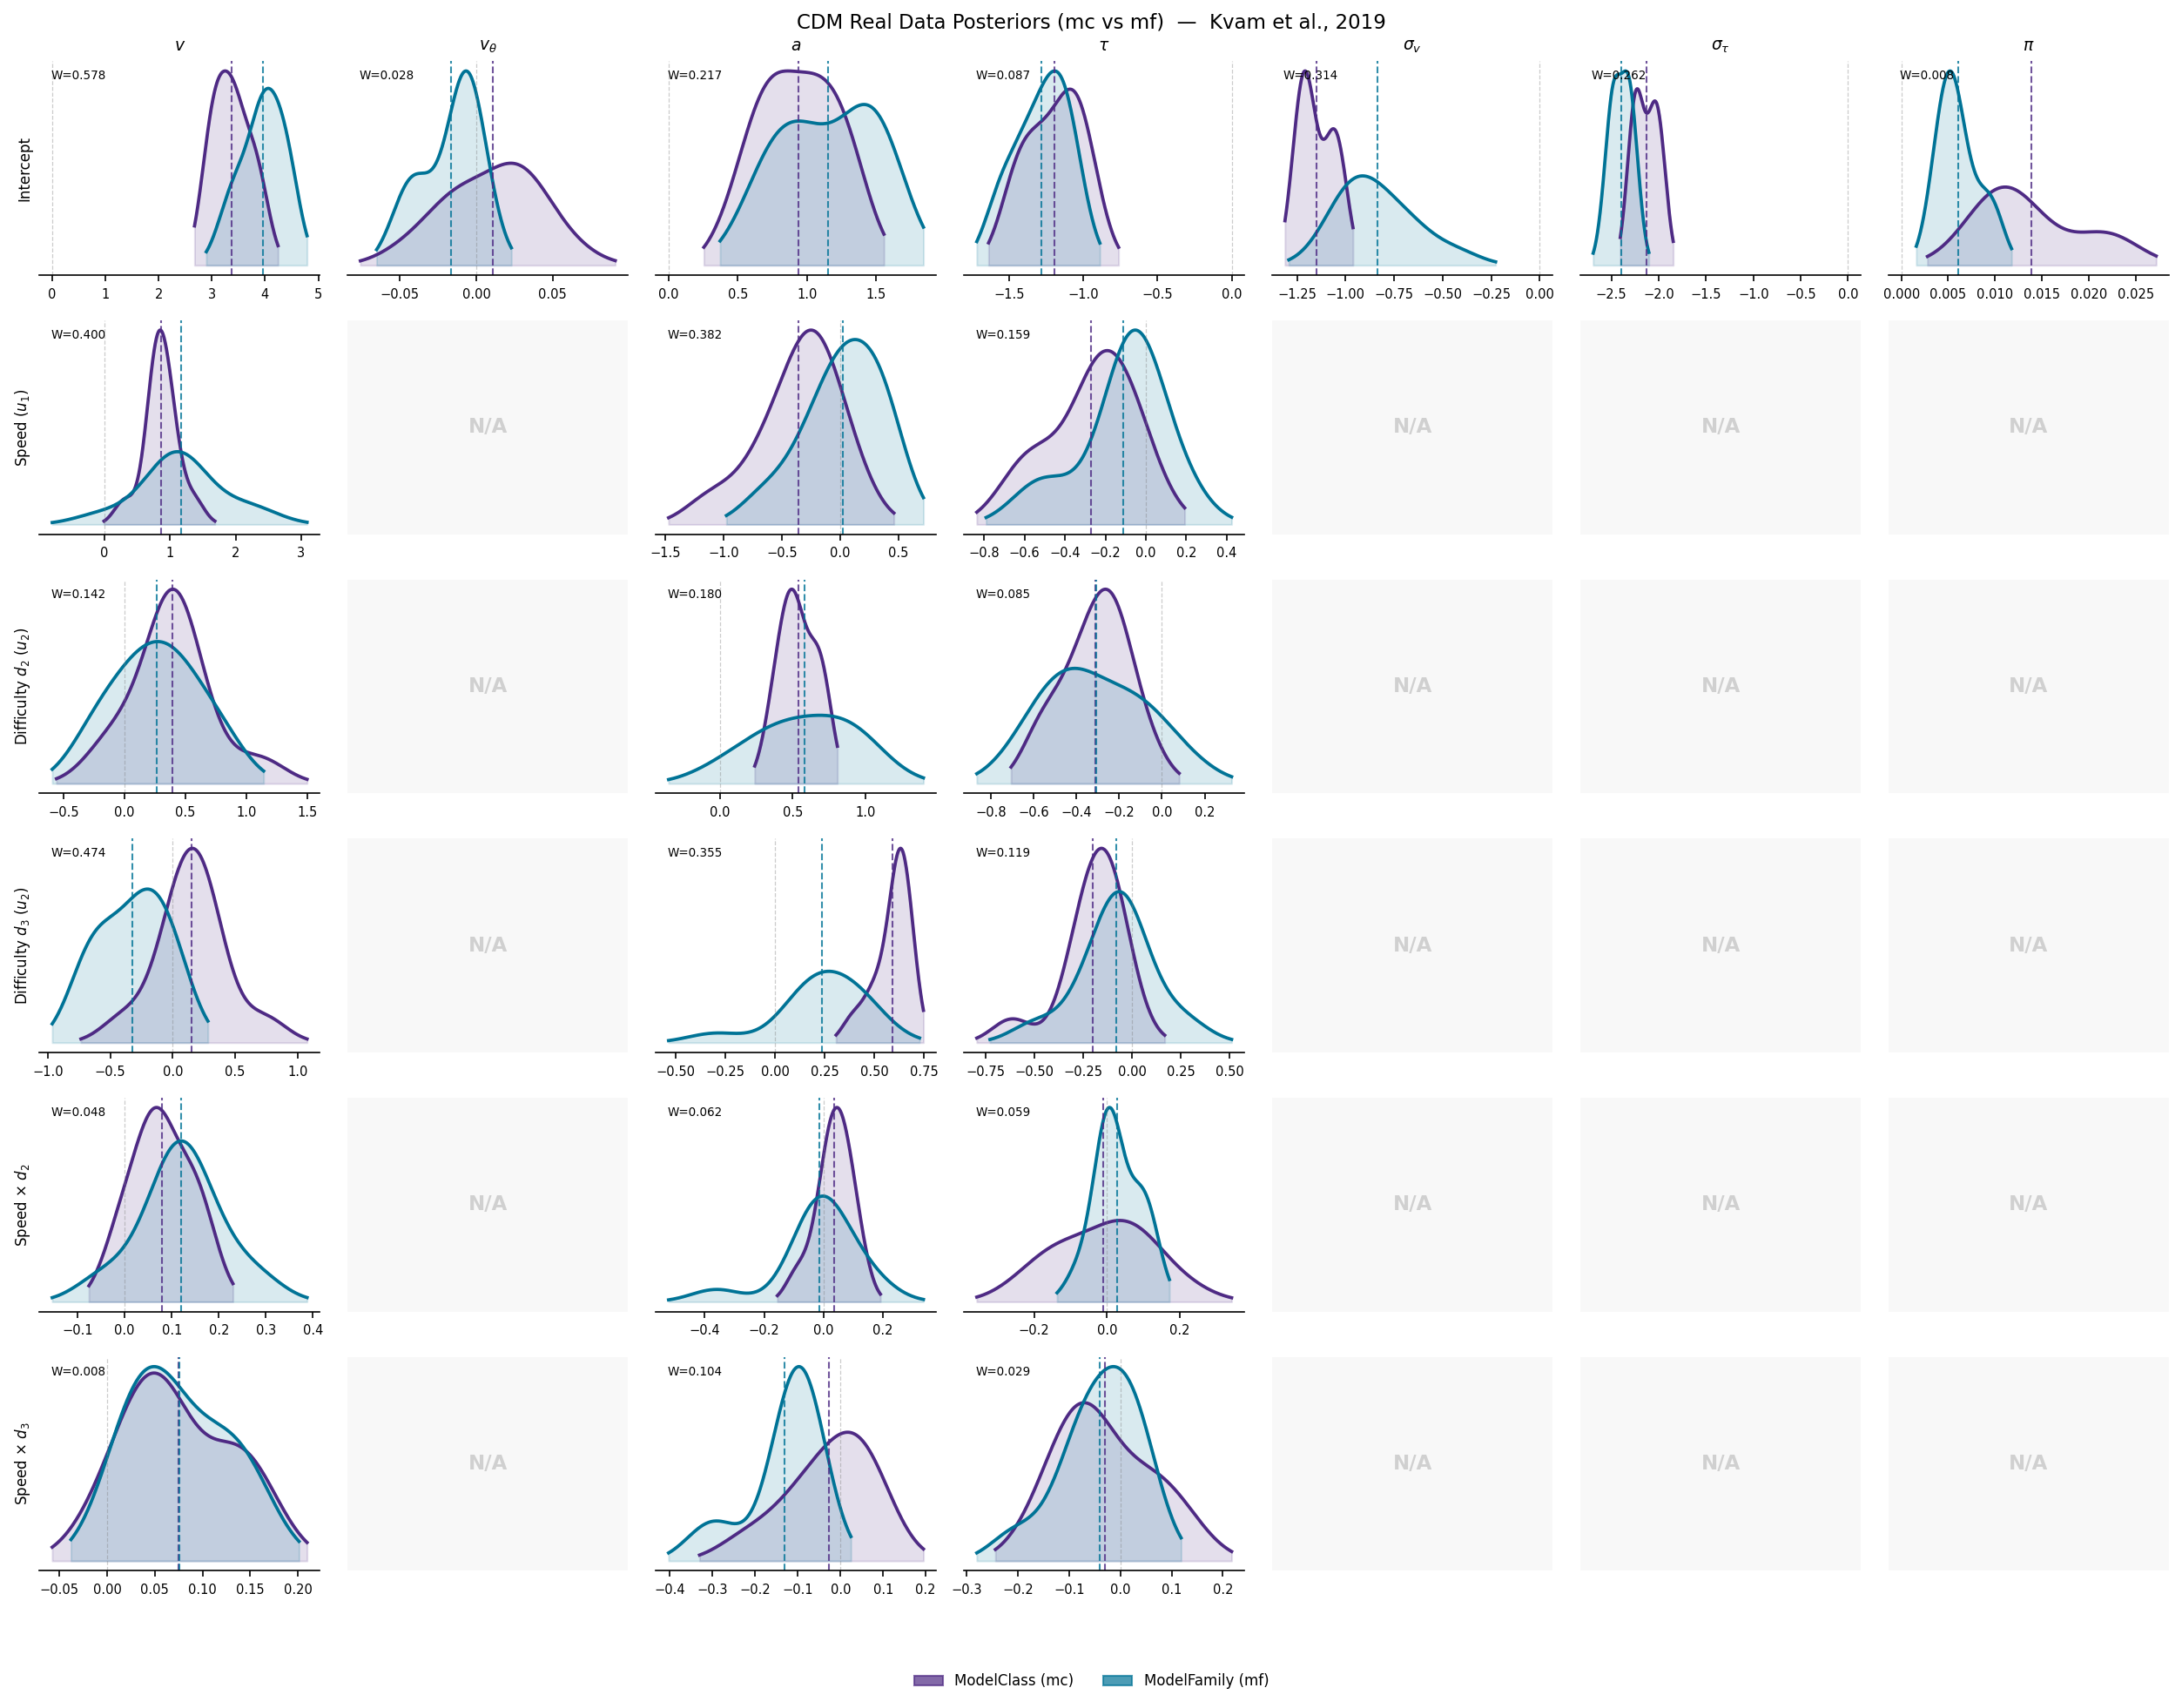 CDM Real Data Posteriors (mc vs mf) — Kvam et al., 2019
v
v_θ
a
τ
σ_v
σ_τ
π
Intercept
W=0.578
W=0.028
W=0.217
W=0.087
W=0.314
W=0.262
W=0.008
0 1 2 3 4 5
−0.05 0.00 0.05
0.0 0.5 1.0 1.5
−1.5 −1.0 −0.5 0.0
−1.25 −1.00 −0.75 −0.50 −0.25 0.00
−2.5 −2.0 −1.5 −1.0 −0.5 0.0
0.000 0.005 0.010 0.015 0.020 0.025
Speed (u₁)
W=0.400
N/A
W=0.382
W=0.159
N/A
N/A
N/A
0 1 2 3
−1.5 −1.0 −0.5 0.0 0.5
−0.8 −0.6 −0.4 −0.2 0.0 0.2 0.4
Difficulty d₂ (u₂)
W=0.142
N/A
W=0.180
W=0.085
N/A
N/A
N/A
−0.5 0.0 0.5 1.0 1.5
0.0 0.5 1.0
−0.8 −0.6 −0.4 −0.2 0.0 0.2
Difficulty d₃ (u₂)
W=0.474
N/A
W=0.355
W=0.119
N/A
N/A
N/A
−1.0 −0.5 0.0 0.5 1.0
−0.50 −0.25 0.00 0.25 0.50 0.75
−0.75 −0.50 −0.25 0.00 0.25 0.50
Speed × d₂
W=0.048
N/A
W=0.062
W=0.059
N/A
N/A
N/A
−0.1 0.0 0.1 0.2 0.3 0.4
−0.4 −0.2 0.0 0.2
−0.2 0.0 0.2
Speed × d₃
W=0.008
N/A
W=0.104
W=0.029
N/A
N/A
N/A
−0.05 0.00 0.05 0.10 0.15 0.20
−0.4 −0.3 −0.2 −0.1 0.0 0.1 0.2
−0.3 −0.2 −0.1 0.0 0.1 0.2
ModelClass (mc)
ModelFamily (mf)